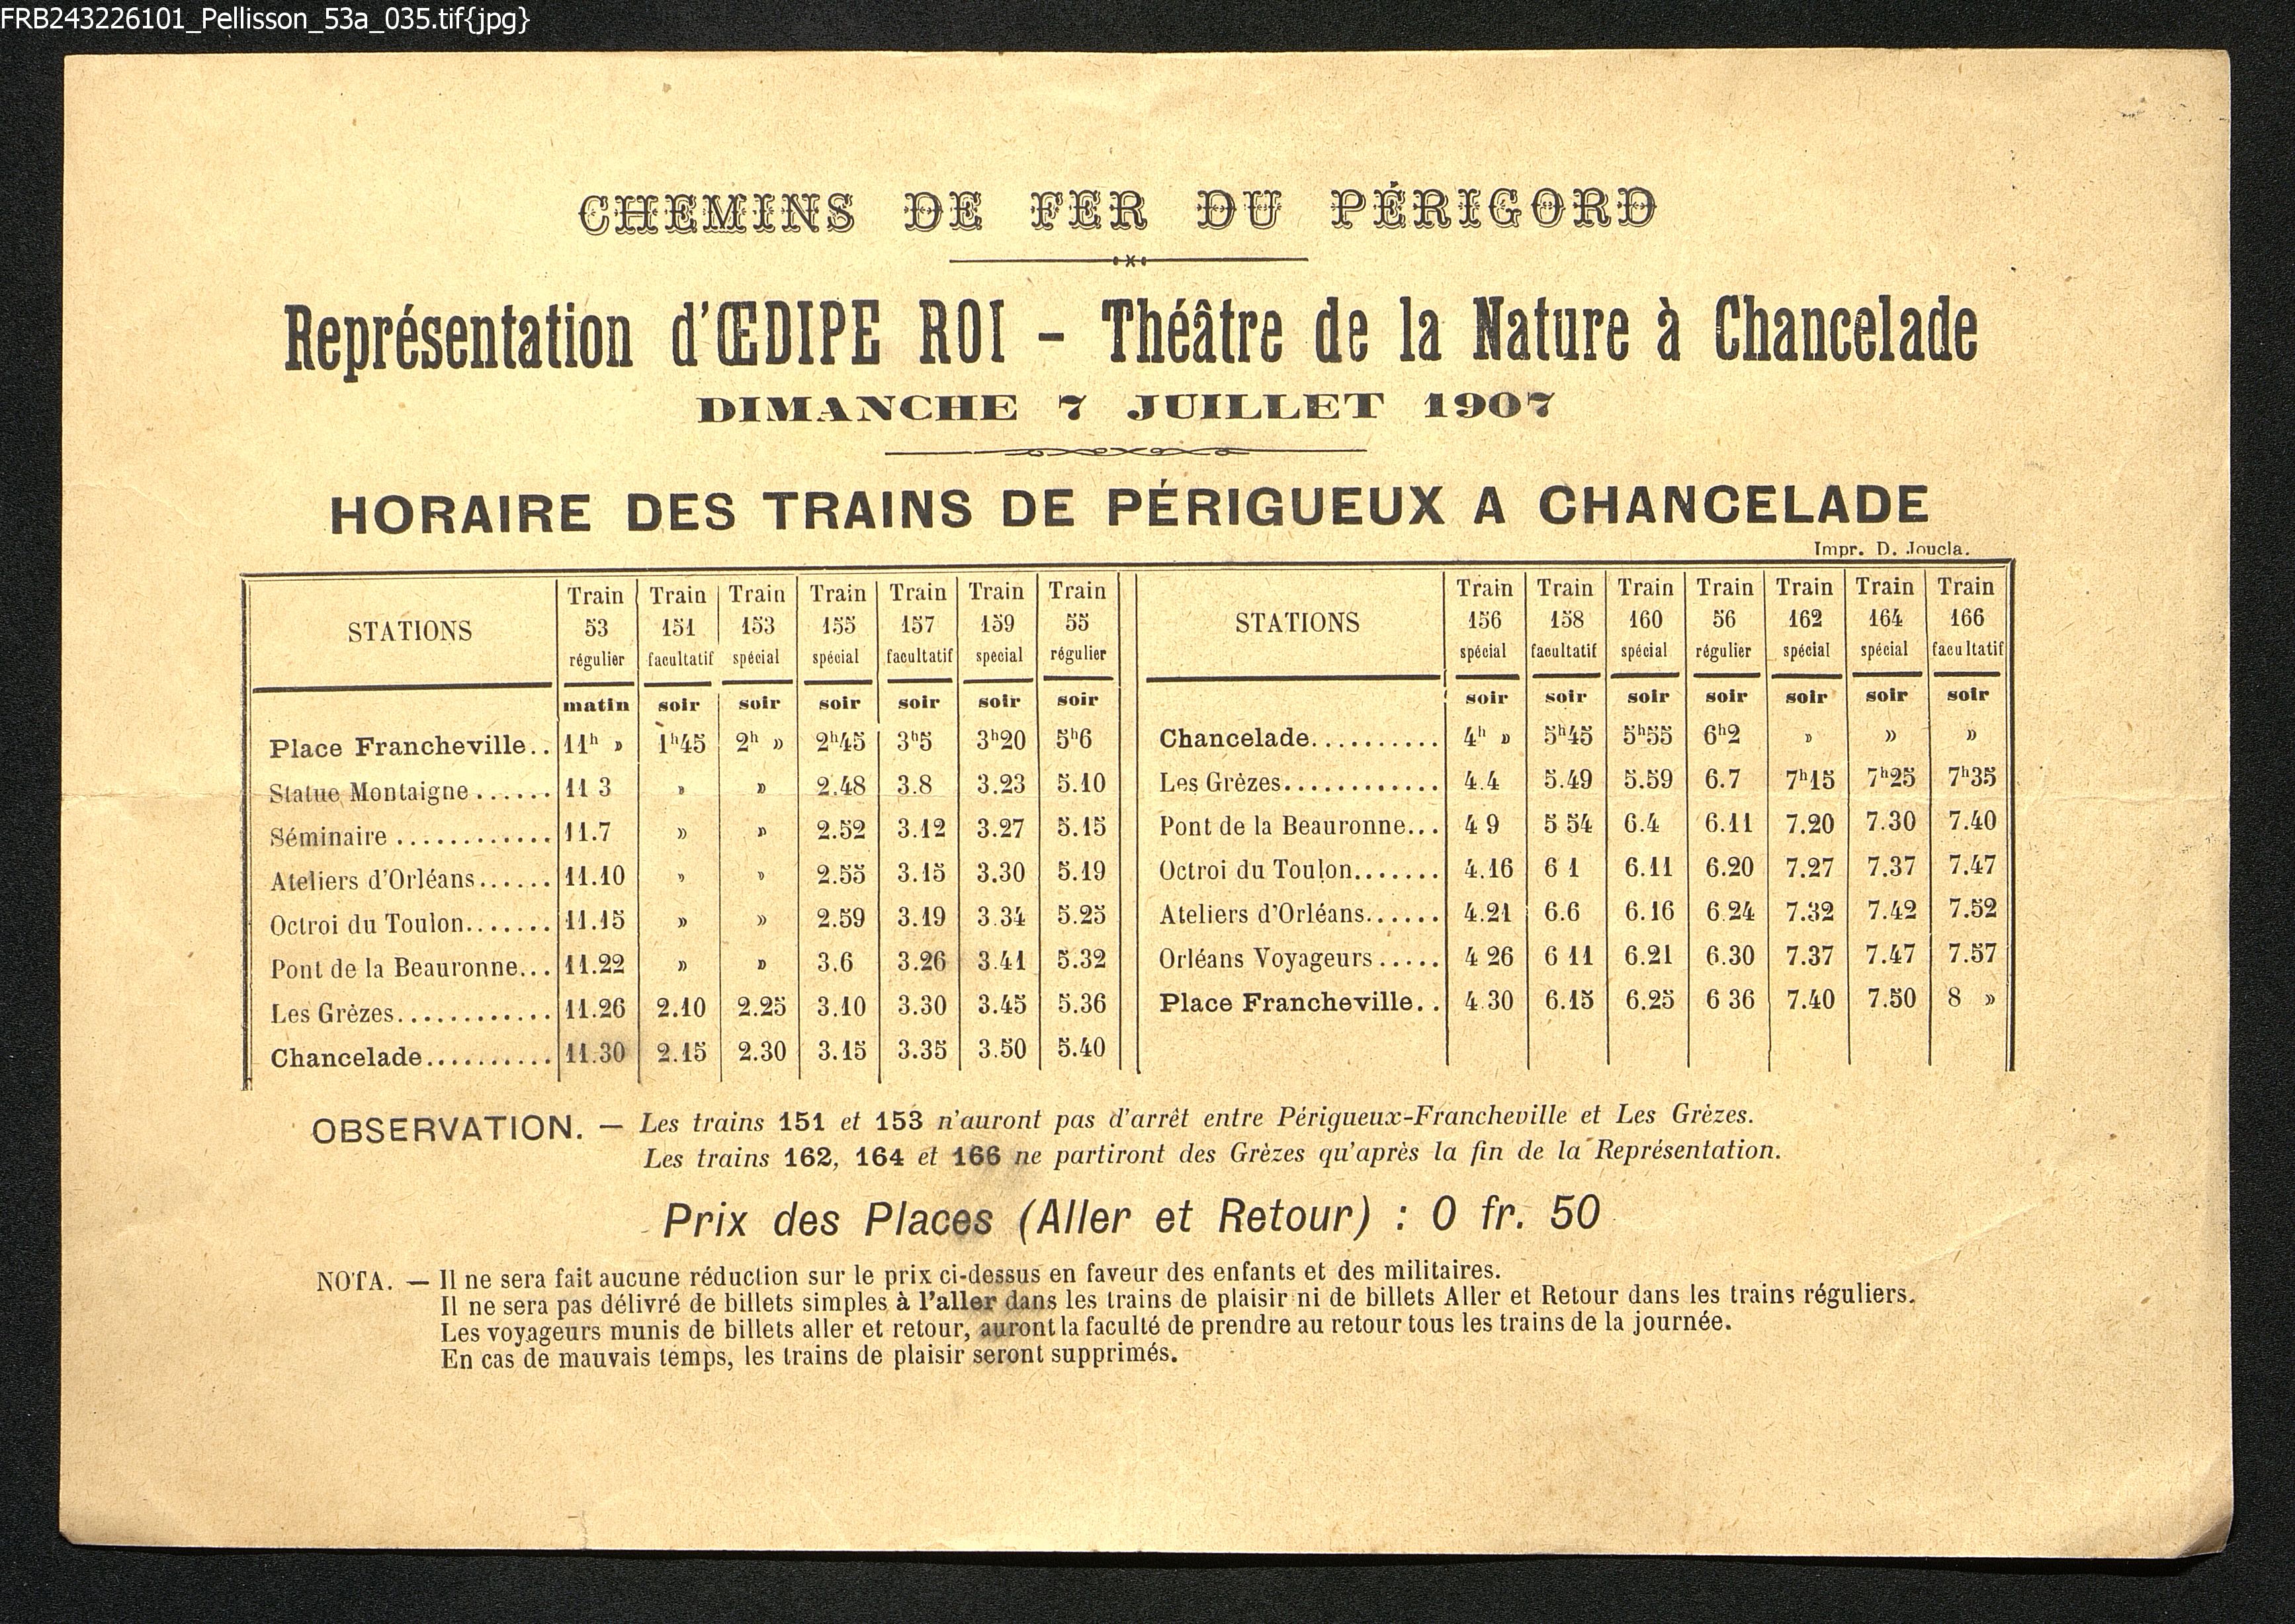 FRB243226101_Pellisson_53a_035.tif{jpg}
CHEMINS DE FER DU PÉRIGORD
Représentation d'ŒDIPE ROI - Théâtre de la Nature à Chancelade
DIMANCHE 7 JUILLET 1907
HORAIRE DES TRAINS DE PÉRIGUEUX A CHANCELADE
Impr. D. Joucla.
STATIONS Train 53 régulier Train 151 facultatif Train 153 spécial Train 155 spécial Train 157 facultatif Train 159 spécial Train 55 régulier
matin soir soir soir soir soir soir
Place Francheville.. 11h » 1h45 2h » 2h45 3h5 3h20 5h6
Statue Montaigne...... 11 3 » » 2.48 3.8 3.23 5.10
Séminaire............ 11.7 » » 2.52 3.12 3.27 5.15
Ateliers d'Orléans...... 11.10 » » 2.55 3.15 3.30 5.19
Octroi du Toulon....... 11.15 » » 2.59 3.19 3.34 5.25
Pont de la Beauronne... 11.22 » » 3.6 3.26 3.41 5.32
Les Grèzes............ 11.26 2.10 2.25 3.10 3.30 3.45 5.36
Chancelade.......... 11.30 2.15 2.30 3.15 3.35 3.50 5.40
STATIONS Train 156 spécial Train 158 facultatif Train 160 spécial Train 56 régulier Train 162 spécial Train 164 spécial Train 166 facultatif
soir soir soir soir soir soir soir
Chancelade.......... 4h » 5h45 5h55 6h2 » » »
Les Grèzes............ 4.4 5.49 5.59 6.7 7h15 7h25 7h35
Pont de la Beauronne... 4 9 5 54 6.4 6.11 7.20 7.30 7.40
Octroi du Toulon....... 4.16 6 1 6.11 6.20 7.27 7.37 7.47
Ateliers d'Orléans...... 4.21 6.6 6.16 6 24 7.32 7.42 7.52
Orléans Voyageurs..... 4 26 6 11 6.21 6.30 7.37 7.47 7.57
Place Francheville.. 4 30 6.15 6.25 6 36 7.40 7.50 8 »
OBSERVATION. — Les trains 151 et 153 n'auront pas d'arrêt entre Périgueux-Francheville et Les Grèzes.
Les trains 162, 164 et 166 ne partiront des Grèzes qu'après la fin de la Représentation.
Prix des Places (Aller et Retour) : 0 fr. 50
NOTA. — Il ne sera fait aucune réduction sur le prix ci-dessus en faveur des enfants et des militaires.
Il ne sera pas délivré de billets simples à l'aller dans les trains de plaisir ni de billets Aller et Retour dans les trains réguliers.
Les voyageurs munis de billets aller et retour, auront la faculté de prendre au retour tous les trains de la journée.
En cas de mauvais temps, les trains de plaisir seront supprimés.